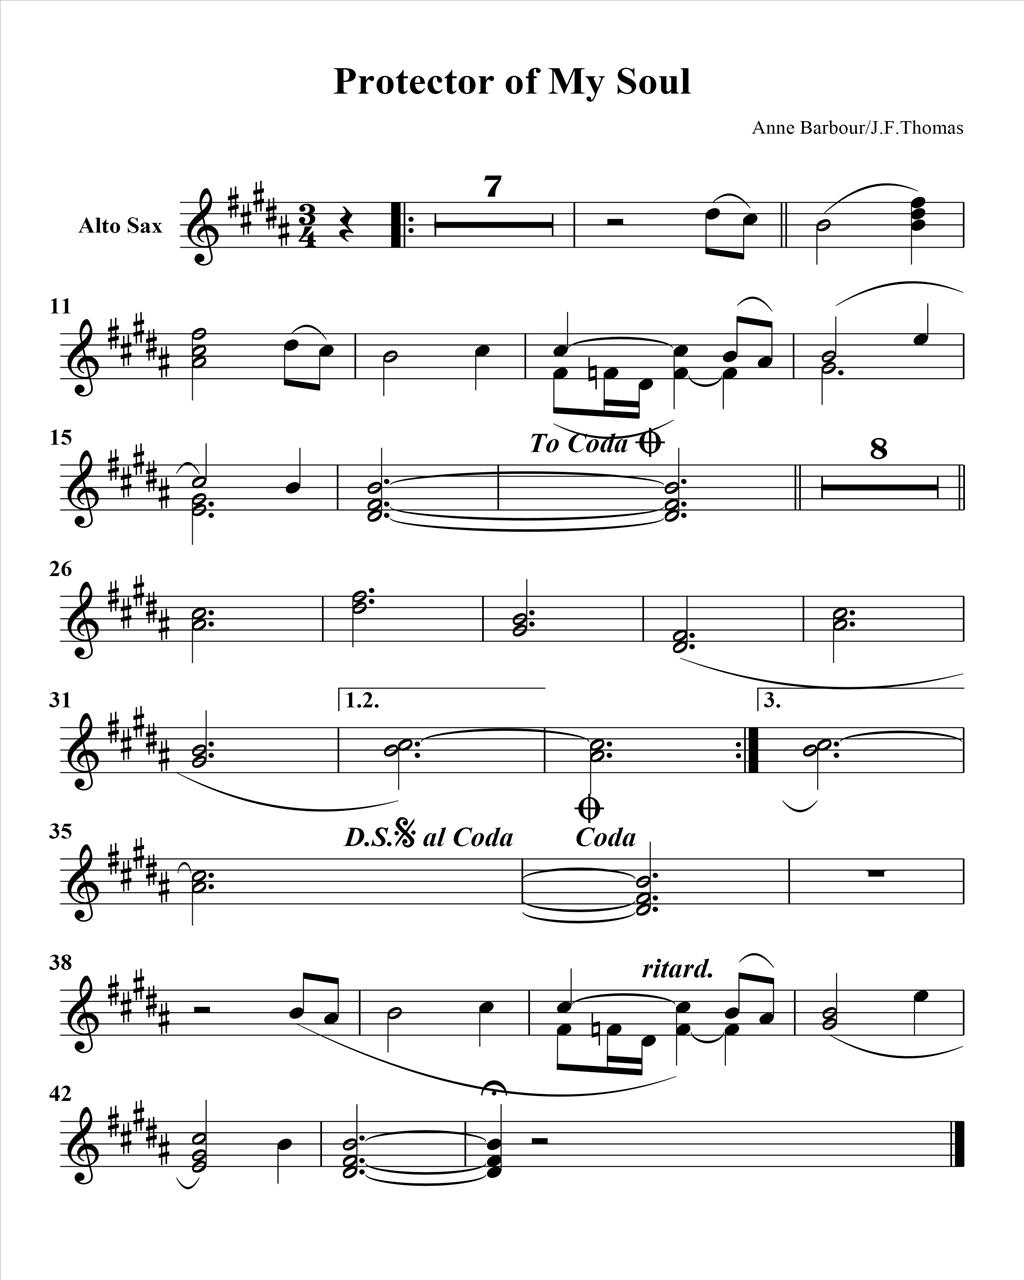 Protector of My Soul
Anne Barbour/J.F.Thomas
7
Alto Sax
3
4
11
To Coda
15
8
26
31
1.2.
3.
35
D.S. al Coda
Coda
38
ritard.
42